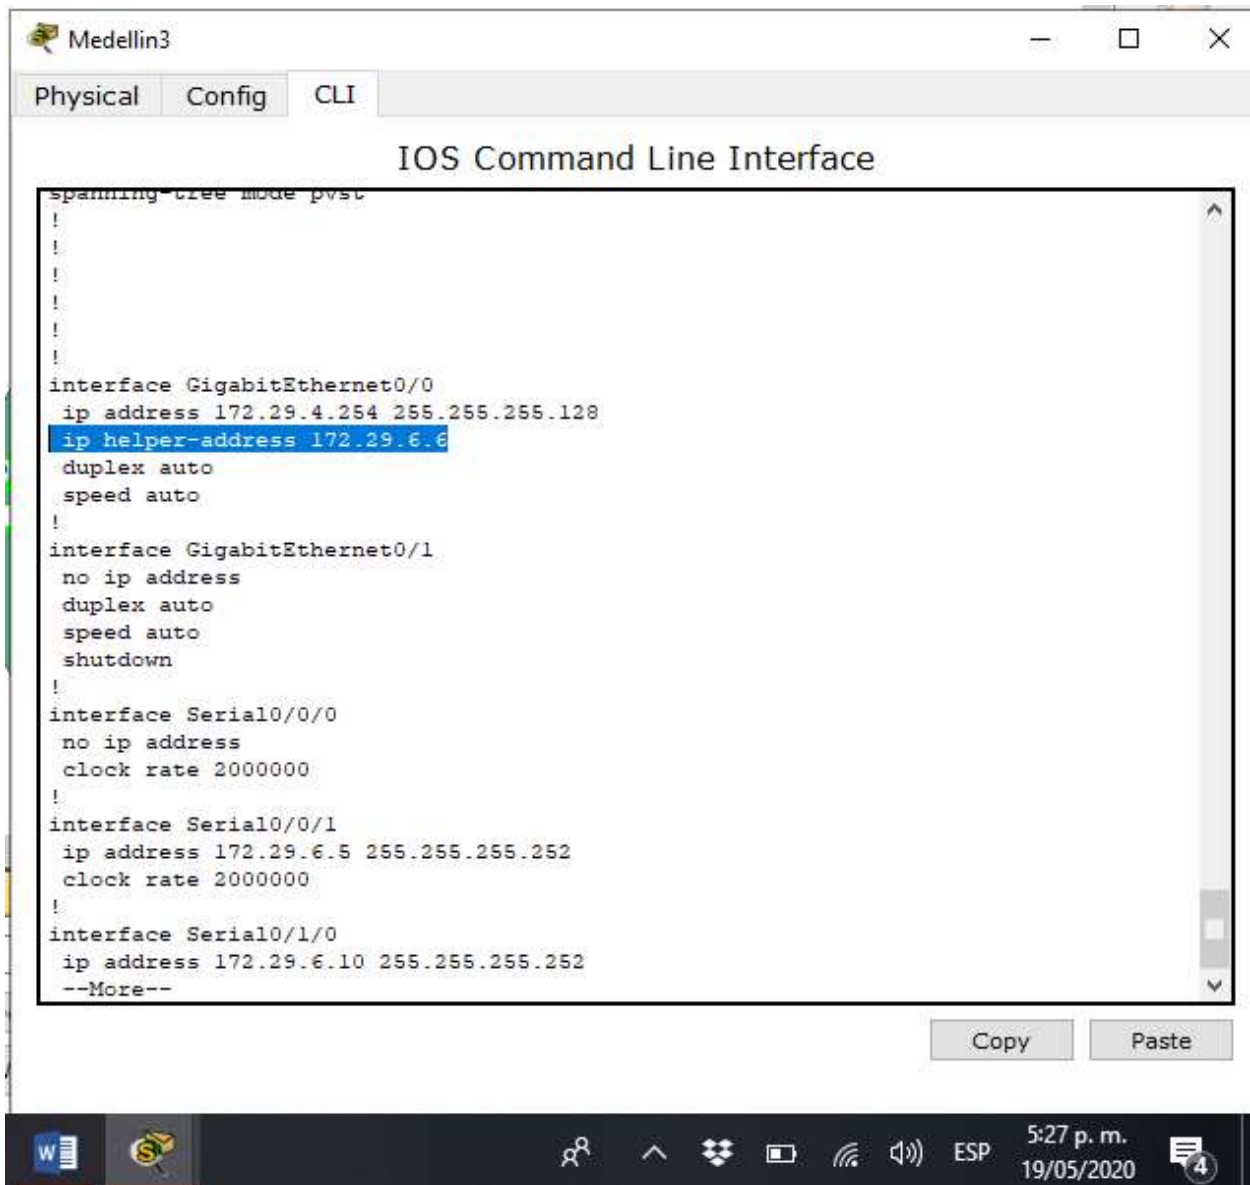 Medellin3
Physical Config CLI
IOS Command Line Interface
spanning-tree mode pvst
!
!
!
!
!
!
interface GigabitEthernet0/0
ip address 172.29.4.254 255.255.255.128
ip helper-address 172.29.6.6
duplex auto
speed auto
!
interface GigabitEthernet0/1
no ip address
duplex auto
speed auto
shutdown
!
interface Serial0/0/0
no ip address
clock rate 2000000
!
interface Serial0/0/1
ip address 172.29.6.5 255.255.255.252
clock rate 2000000
!
interface Serial0/1/0
ip address 172.29.6.10 255.255.255.252
--More--
Copy Paste
W S ESP 5:27 p. m.
19/05/2020 4